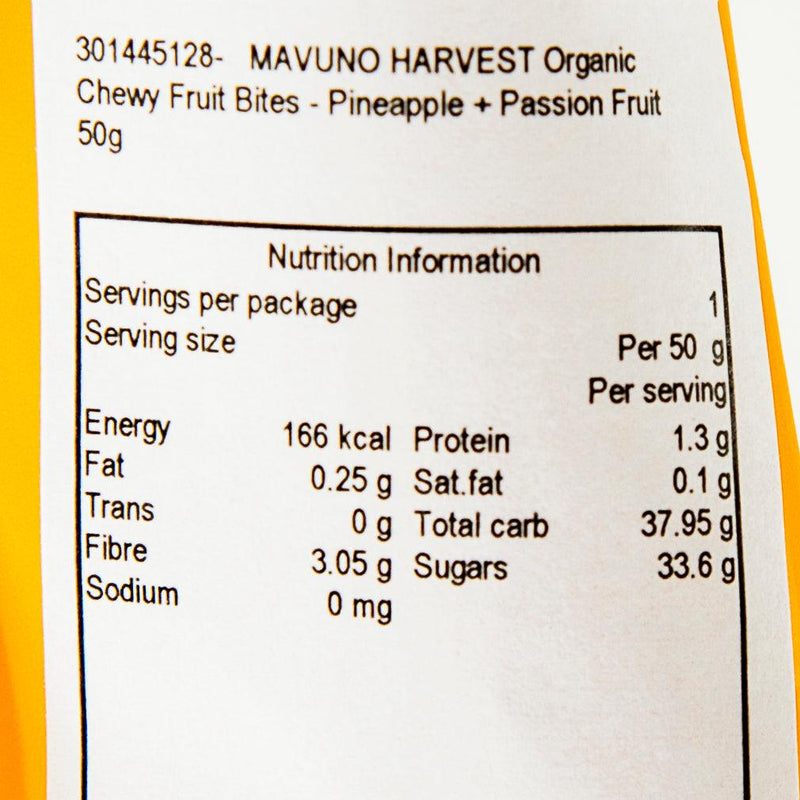 301445128- MAVUNO HARVEST Organic
Chewy Fruit Bites - Pineapple + Passion Fruit
50g
Nutrition Information
Servings per package 1
Serving size Per 50 g
Per serving
Energy 166 kcal Protein 1.3 g
Fat 0.25 g Sat.fat 0.1 g
Trans 0 g Total carb 37.95 g
Fibre 3.05 g Sugars 33.6 g
Sodium 0 mg